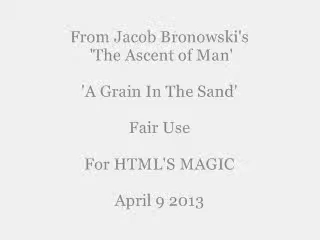 From Jacob Bronowski's
'The Ascent of Man'
'A Grain In The Sand'
Fair Use
For HTML'S MAGIC
April 9 2013